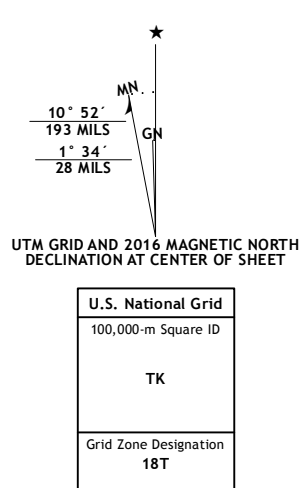 MN
10° 52´
193 MILS
GN
1° 34´
28 MILS
UTM GRID AND 2016 MAGNETIC NORTH
DECLINATION AT CENTER OF SHEET
U.S. National Grid
100,000-m Square ID
TK
Grid Zone Designation
18T